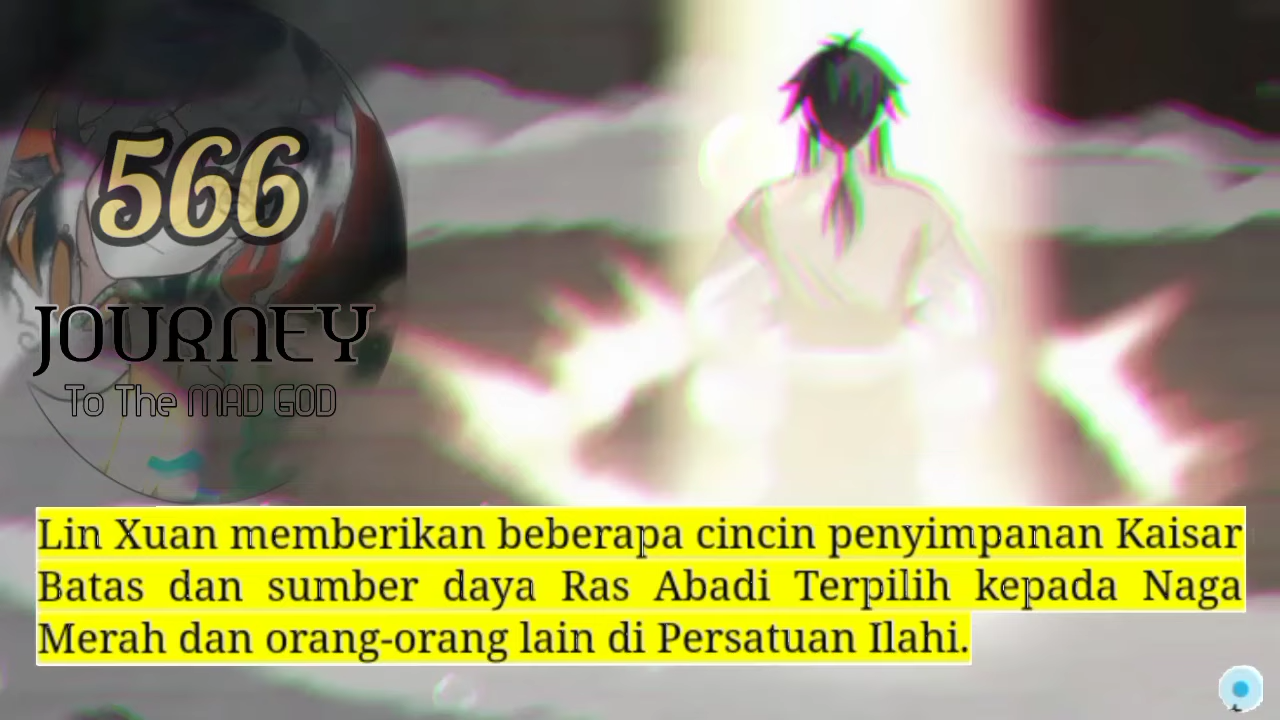 566
JOURNEY
To The MAD GOD
Lin Xuan memberikan beberapa cincin penyimpanan Kaisar
Batas dan sumber daya Ras Abadi Terpilih kepada Naga
Merah dan orang-orang lain di Persatuan Ilahi.